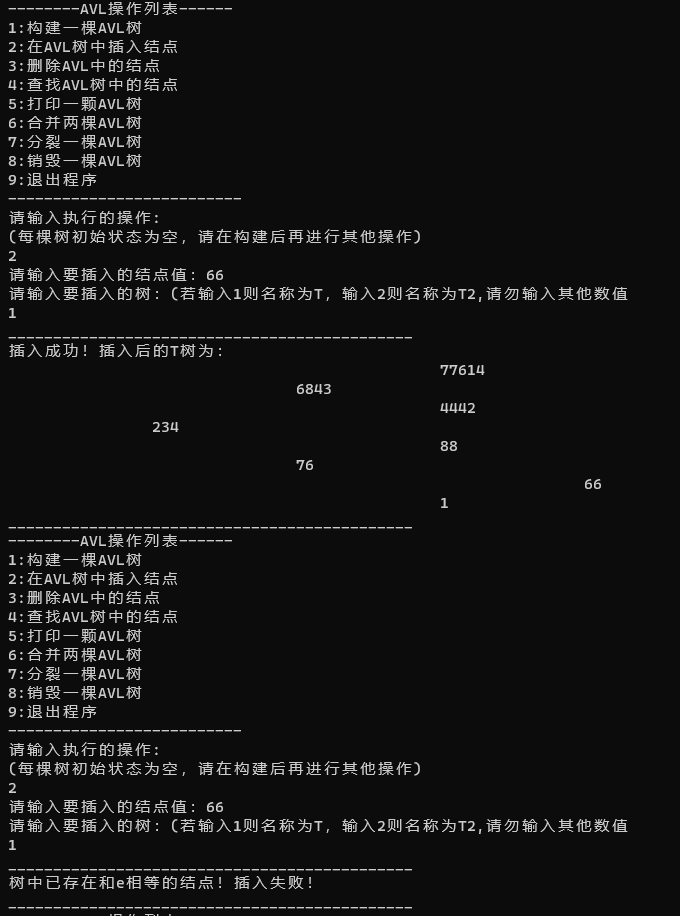 --------AVL操作列表------
1:构建一棵AVL树
2:在AVL树中插入结点
3:删除AVL中的结点
4:查找AVL树中的结点
5:打印一颗AVL树
6:合并两棵AVL树
7:分裂一棵AVL树
8:销毁一棵AVL树
9:退出程序
--------------------------
请输入执行的操作:
(每棵树初始状态为空, 请在构建后再进行其他操作)
2
请输入要插入的结点值: 66
请输入要插入的树: (若输入1则名称为T, 输入2则名称为T2,请勿输入其他数值
1
_____________________________________________
插入成功! 插入后的T树为:
77614
6843
4442
234
88
76
66
1
_____________________________________________
--------AVL操作列表------
1:构建一棵AVL树
2:在AVL树中插入结点
3:删除AVL中的结点
4:查找AVL树中的结点
5:打印一颗AVL树
6:合并两棵AVL树
7:分裂一棵AVL树
8:销毁一棵AVL树
9:退出程序
--------------------------
请输入执行的操作:
(每棵树初始状态为空, 请在构建后再进行其他操作)
2
请输入要插入的结点值: 66
请输入要插入的树: (若输入1则名称为T, 输入2则名称为T2,请勿输入其他数值
1
_____________________________________________
树中已存在和e相等的结点! 插入失败!
_____________________________________________